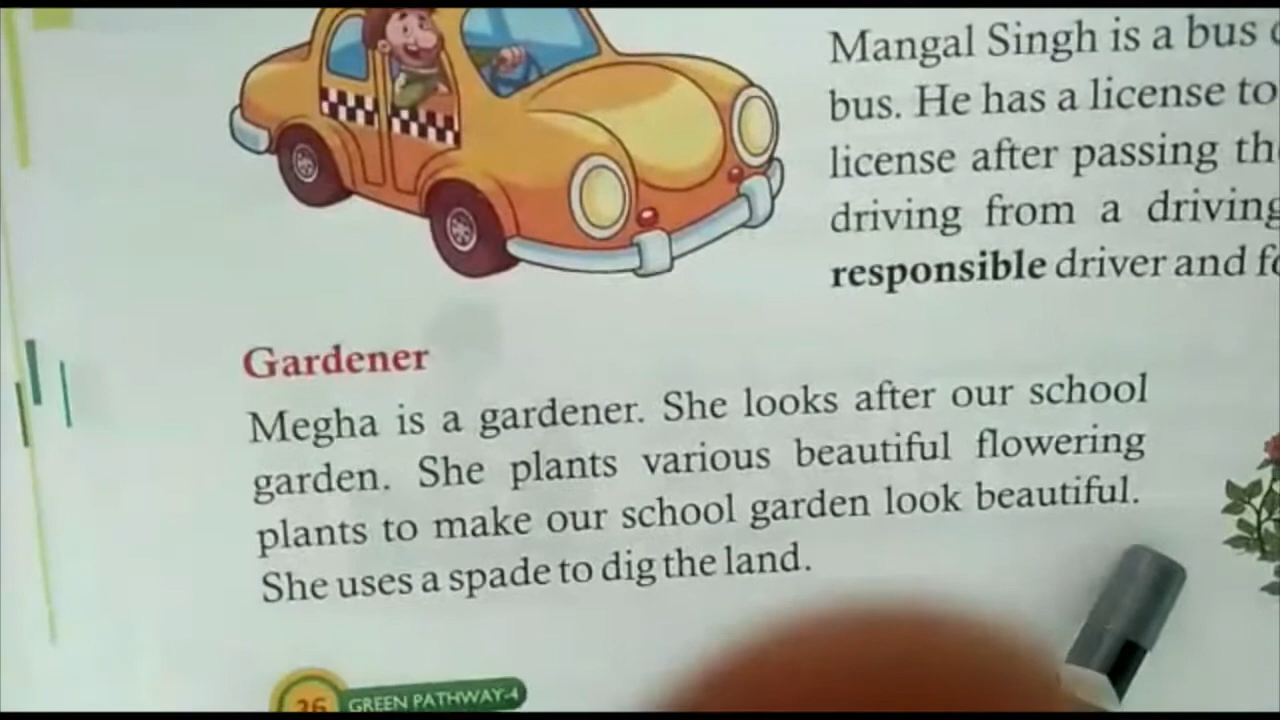 Mangal Singh is a bus
bus. He has a license to
license after passing
driving from a driving
responsible driver and
Gardener
Megha is a gardener. She looks after our school
garden. She plants various beautiful flowering
plants to make our school garden look beautiful.
She uses a spade to dig the land.
26 GREEN PATHWAY-4